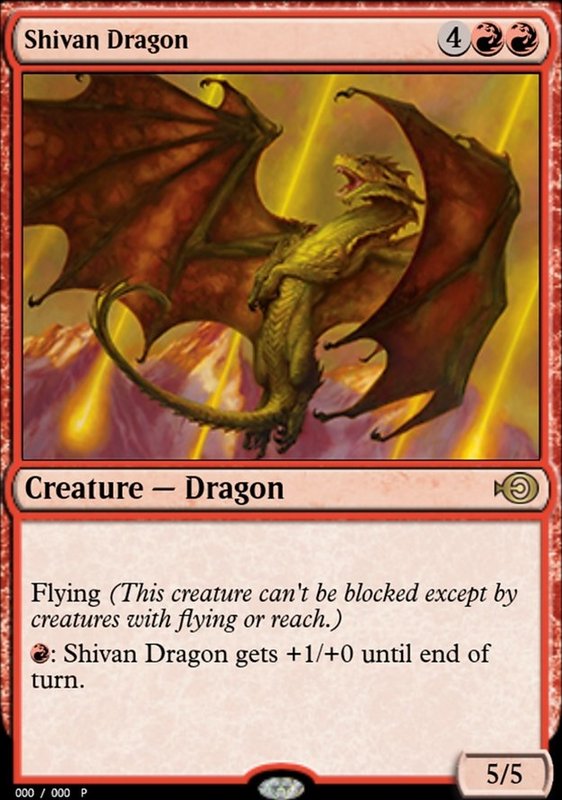 Shivan Dragon 4
Creature — Dragon
Flying (This creature can't be blocked except by
creatures with flying or reach.)
: Shivan Dragon gets +1/+0 until end of
turn.
5/5
000 / 000 P